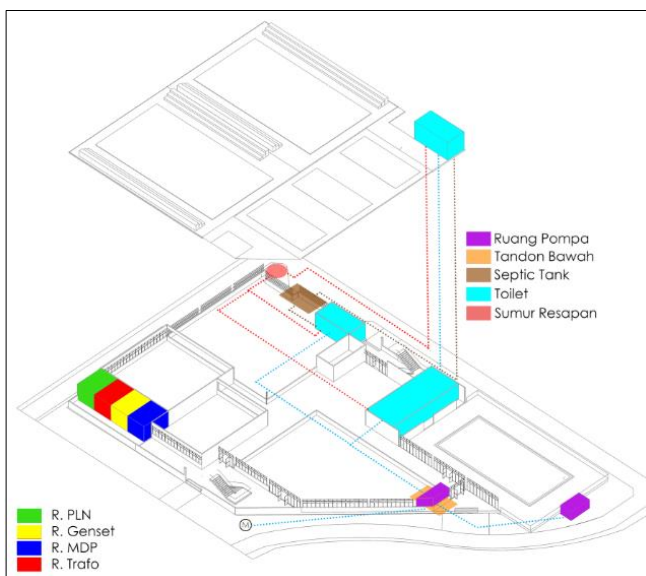 Ruang Pompa
Tandon Bawah
Septic Tank
Toilet
Sumur Resapan
M
R. PLN
R. Genset
R. MDP
R. Trafo